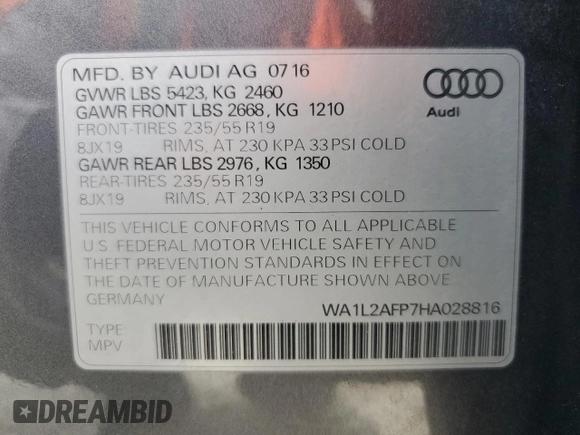 MFD. BY AUDI AG 0716
GVWR LBS 5423, KG 2460
GAWR FRONT LBS 2668, KG 1210
FRONT-TIRES 235/55 R19
8JX19 RIMS, AT 230 KPA 33 PSI COLD
GAWR REAR LBS 2976, KG 1350
REAR-TIRES 235/55 R19
8JX19 RIMS, AT 230 KPA 33 PSI COLD
Audi
THIS VEHICLE CONFORMS TO ALL APPLICABLE
U.S. FEDERAL MOTOR VEHICLE SAFETY AND
THEFT PREVENTION STANDARDS IN EFFECT ON
THE DATE OF MANUFACTURE SHOWN ABOVE
GERMANY
WA1L2AFP7HA028816
TYPE
MPV
DREAMBID